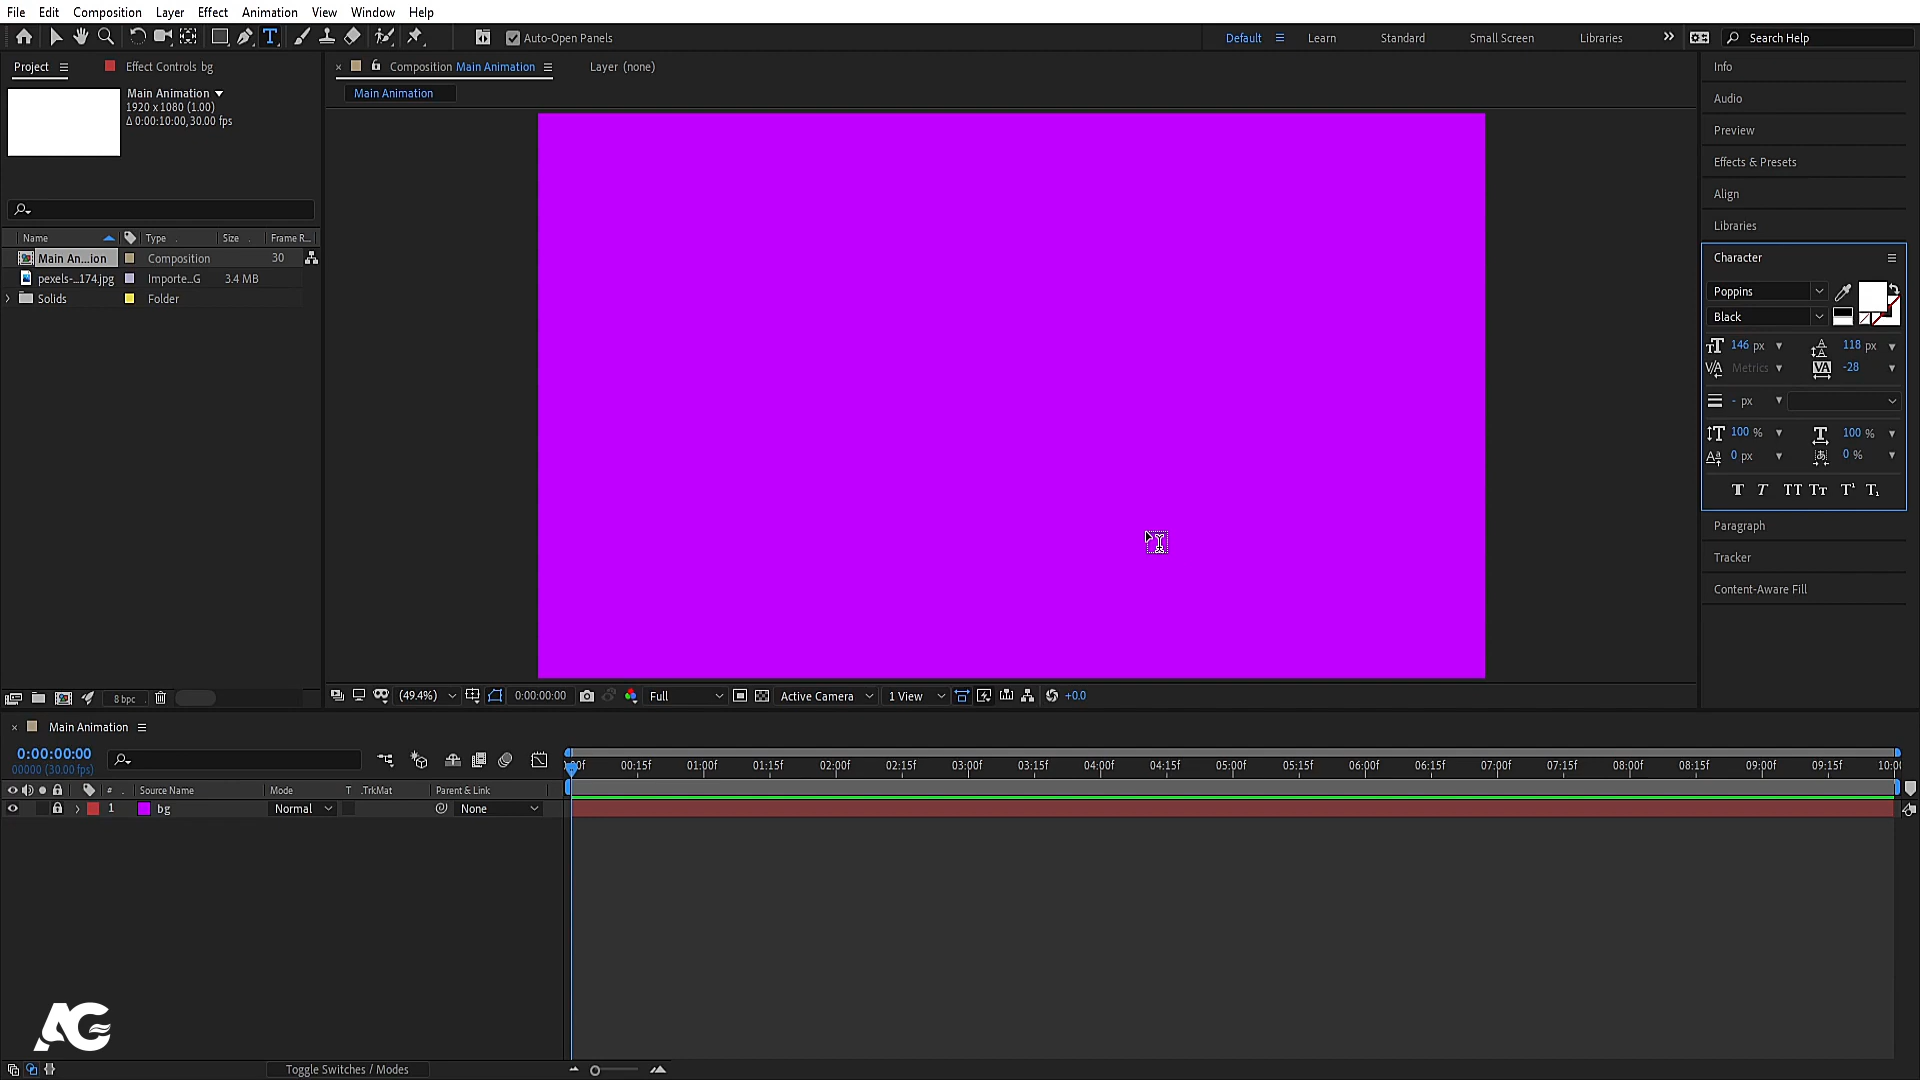 File Edit Composition Layer Effect Animation View Window Help
Auto-Open Panels
Default Learn Standard Small Screen Libraries Search Help
Project Effect Controls bg
Composition Main Animation Layer (none)
Main Animation
1920 x 1080 (1.00)
Δ 0:00:10:00, 30.00 fps
Main Animation
Name Type Size Frame R...
Main An...ion Composition 30
pexels-...174.jpg Importe...G 3.4 MB
Solids Folder
8 bpc
(49.4%) 0:00:00:00 Full Active Camera 1 View +0.0
Info
Audio
Preview
Effects & Presets
Align
Libraries
Character
Poppins
Black
146 px 118 px
Metrics -28
- px
100 % 100 %
0 px 0 %
T T TT Tt T¹ T₁
Paragraph
Tracker
Content-Aware Fill
Main Animation
0:00:00:00
00000 (30.00 fps)
00:15f 01:00f 01:15f 02:00f 02:15f 03:00f 03:15f 04:00f 04:15f 05:00f 05:15f 06:00f 06:15f 07:00f 07:15f 08:00f 08:15f 09:00f 09:15f 10:0
# Source Name Mode T .TrkMat Parent & Link
1 bg Normal None
AG
Toggle Switches / Modes